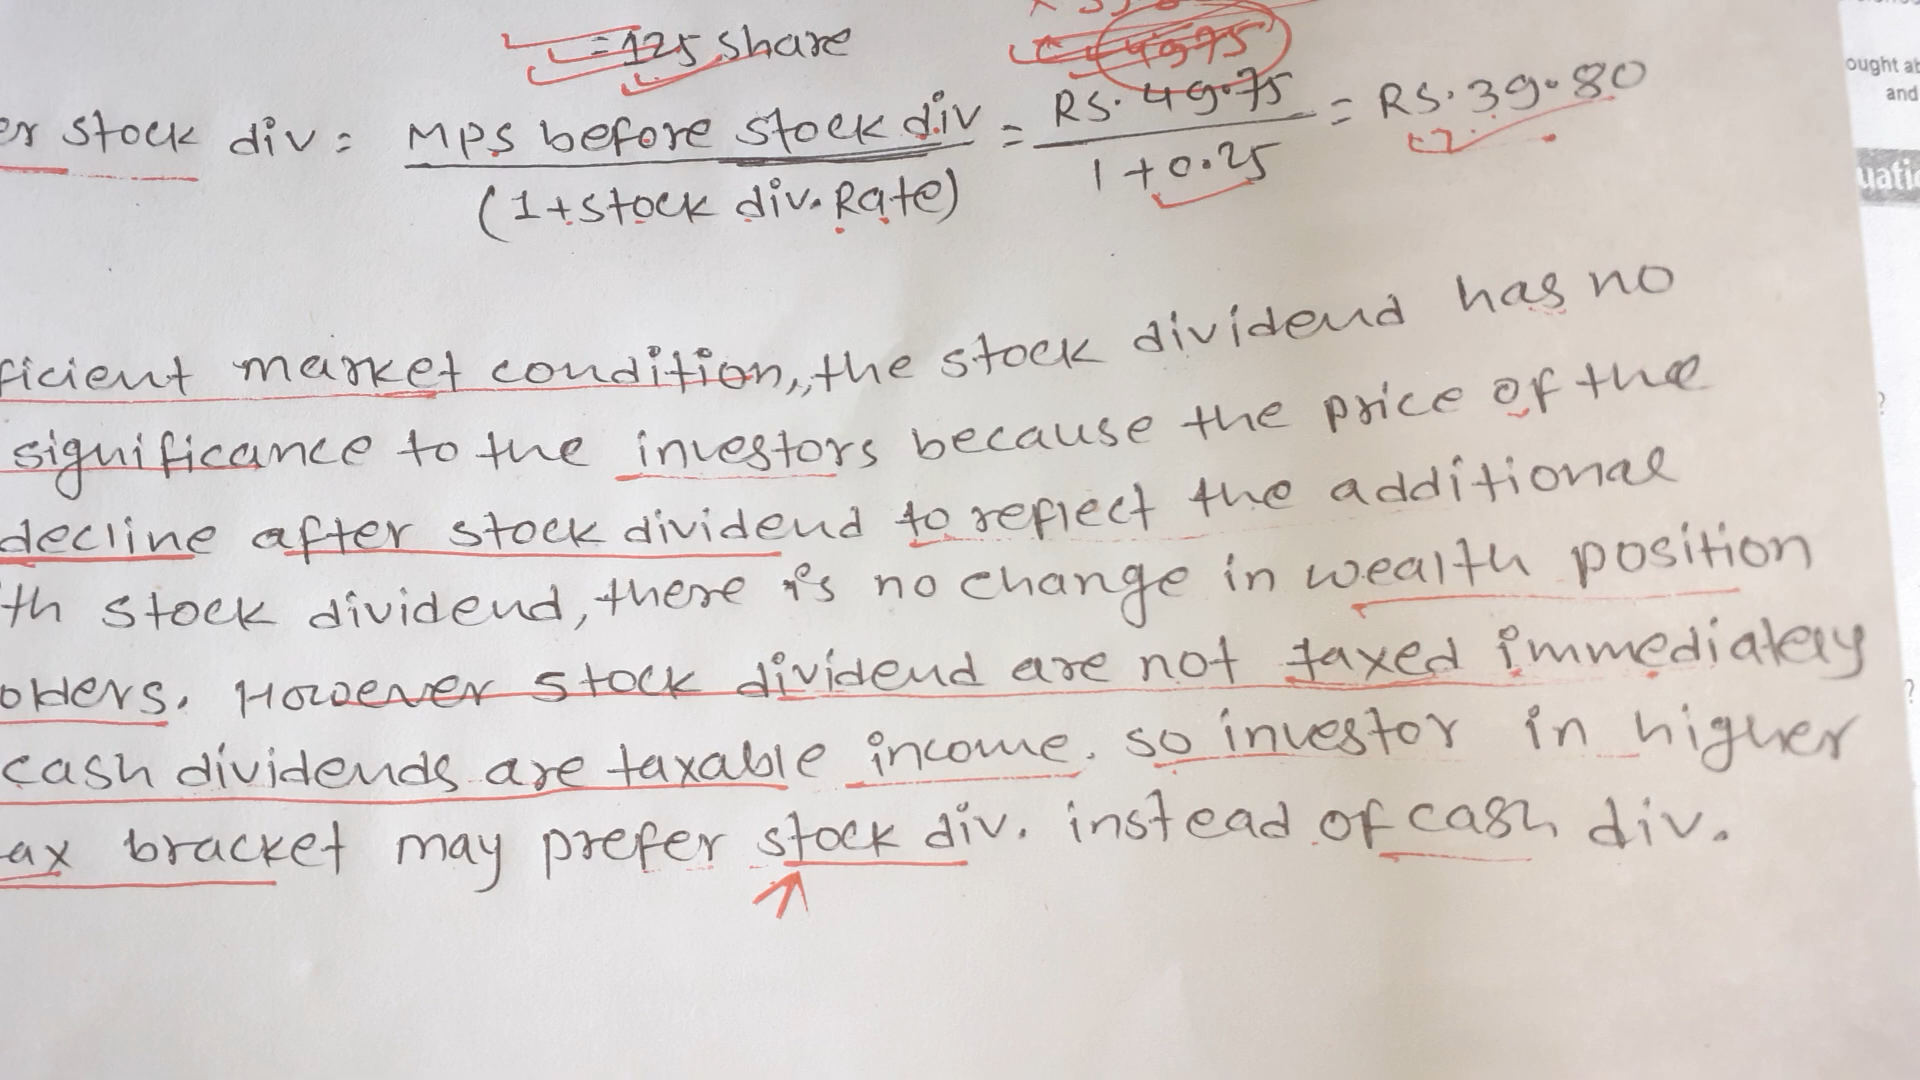 =125 share
4975
er stock div = MPS before stock div / (1+stock div. Rate) = RS. 49.75 / 1+0.25 = RS. 39.80
ficient market condition, the stock dividend has no
significance to the investors because the price of the
decline after stock dividend to reflect the additional
th stock dividend, there is no change in wealth position
olders. However stock dividend are not taxed immediately
cash dividends are taxable income. so investor in higher
ax bracket may prefer stock div. instead of cash div.
ought ab
and
uatio
?
?